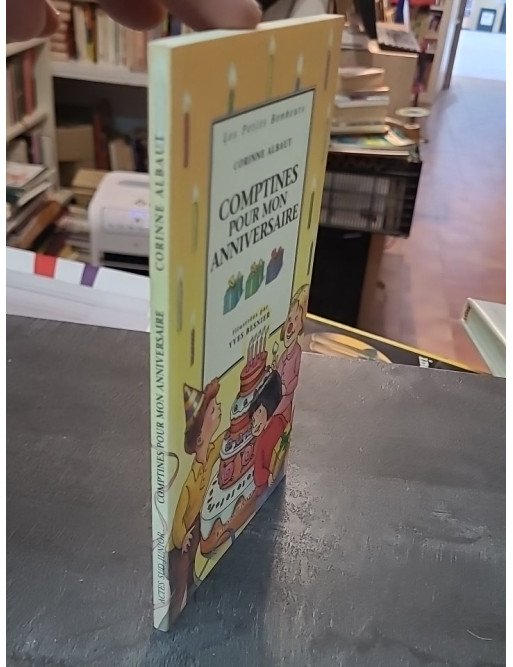 Les Petits Bonheurs
CORINNE ALBAUT
COMPTINES
POUR MON
ANNIVERSAIRE
illustrées par
YVES BESNIER
CORINNE ALBAUT
COMPTINES POUR MON ANNIVERSAIRE
ACTES SUD JUNIOR